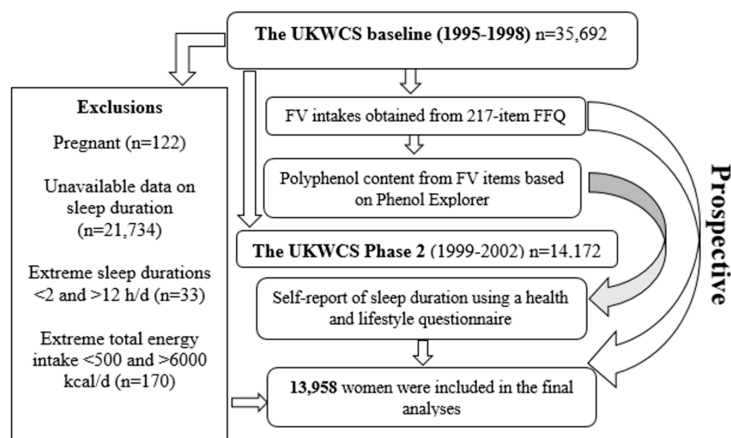 The UKWCS baseline (1995-1998) n=35,692
Exclusions
Pregnant (n=122)
Unavailable data on
sleep duration
(n=21,734)
Extreme sleep durations
<2 and >12 h/d (n=33)
Extreme total energy
intake <500 and >6000
kcal/d (n=170)
FV intakes obtained from 217-item FFQ
Polyphenol content from FV items based
on Phenol Explorer
The UKWCS Phase 2 (1999-2002) n=14,172
Self-report of sleep duration using a health
and lifestyle questionnaire
13,958 women were included in the final
analyses
Prospective